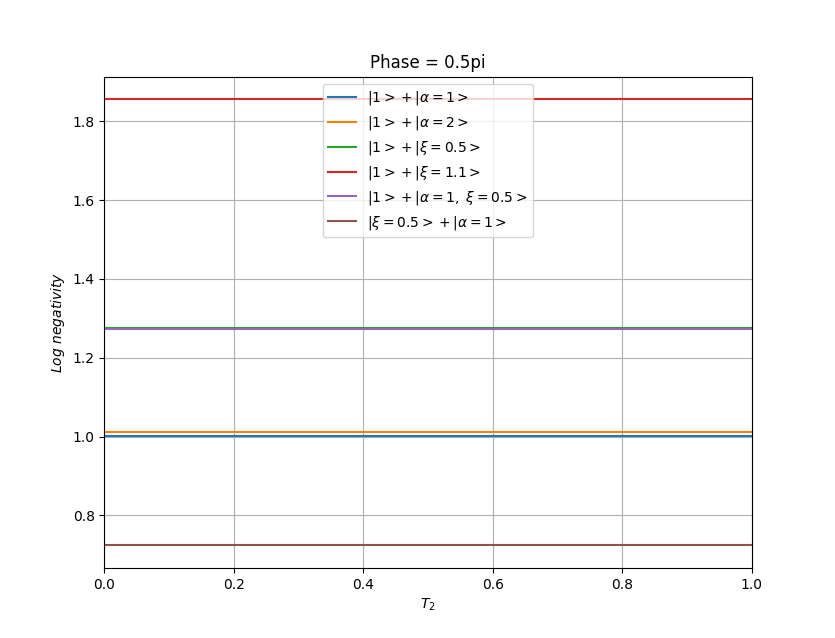 Phase = 0.5pi
|1> + |α = 1>
|1> + |α = 2>
|1> + |ξ = 0.5>
|1> + |ξ = 1.1>
|1> + |α = 1, ξ = 0.5>
|ξ = 0.5> + |α = 1>
Log negativity
1.8
1.6
1.4
1.2
1.0
0.8
0.0 0.2 0.4 0.6 0.8 1.0
T₂